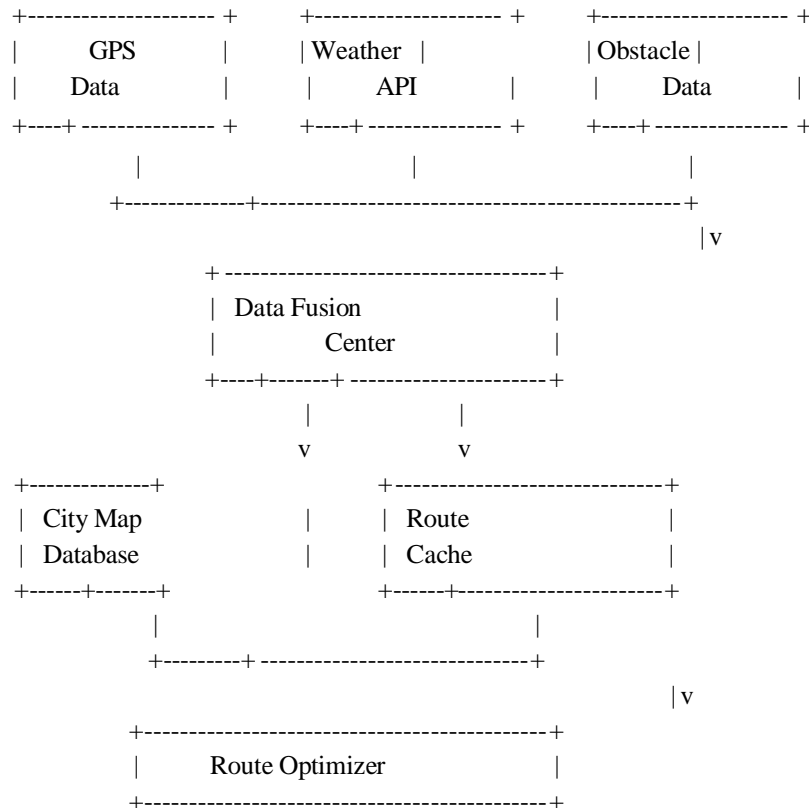 GPS Weather Obstacle
Data API Data
v
Data Fusion
Center
v v
City Map Route
Database Cache
v
Route Optimizer